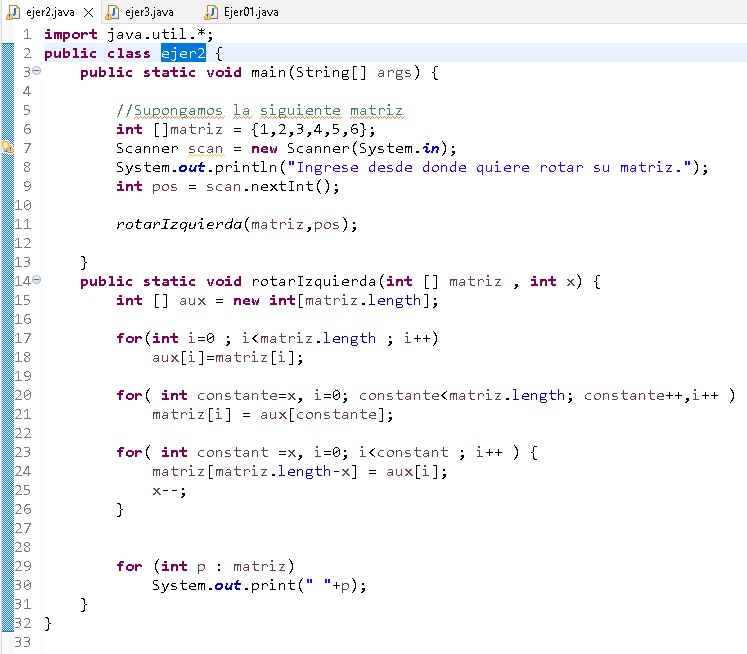 ejer2.java ejer3.java Ejer01.java
1 import java.util.*;
2 public class ejer2 {
3 public static void main(String[] args) {
4
5 //Supongamos la siguiente matriz
6 int []matriz = {1,2,3,4,5,6};
7 Scanner scan = new Scanner(System.in);
8 System.out.println("Ingrese desde donde quiere rotar su matriz.");
9 int pos = scan.nextInt();
10
11 rotarIzquierda(matriz,pos);
12
13 }
14 public static void rotarIzquierda(int [] matriz , int x) {
15 int [] aux = new int[matriz.length];
16
17 for(int i=0 ; i<matriz.length ; i++)
18 aux[i]=matriz[i];
19
20 for( int constante=x, i=0; constante<matriz.length; constante++,i++ )
21 matriz[i] = aux[constante];
22
23 for( int constant =x, i=0; i<constant ; i++ ) {
24 matriz[matriz.length-x] = aux[i];
25 x--;
26 }
27
28
29 for (int p : matriz)
30 System.out.print(" "+p);
31 }
32 }
33